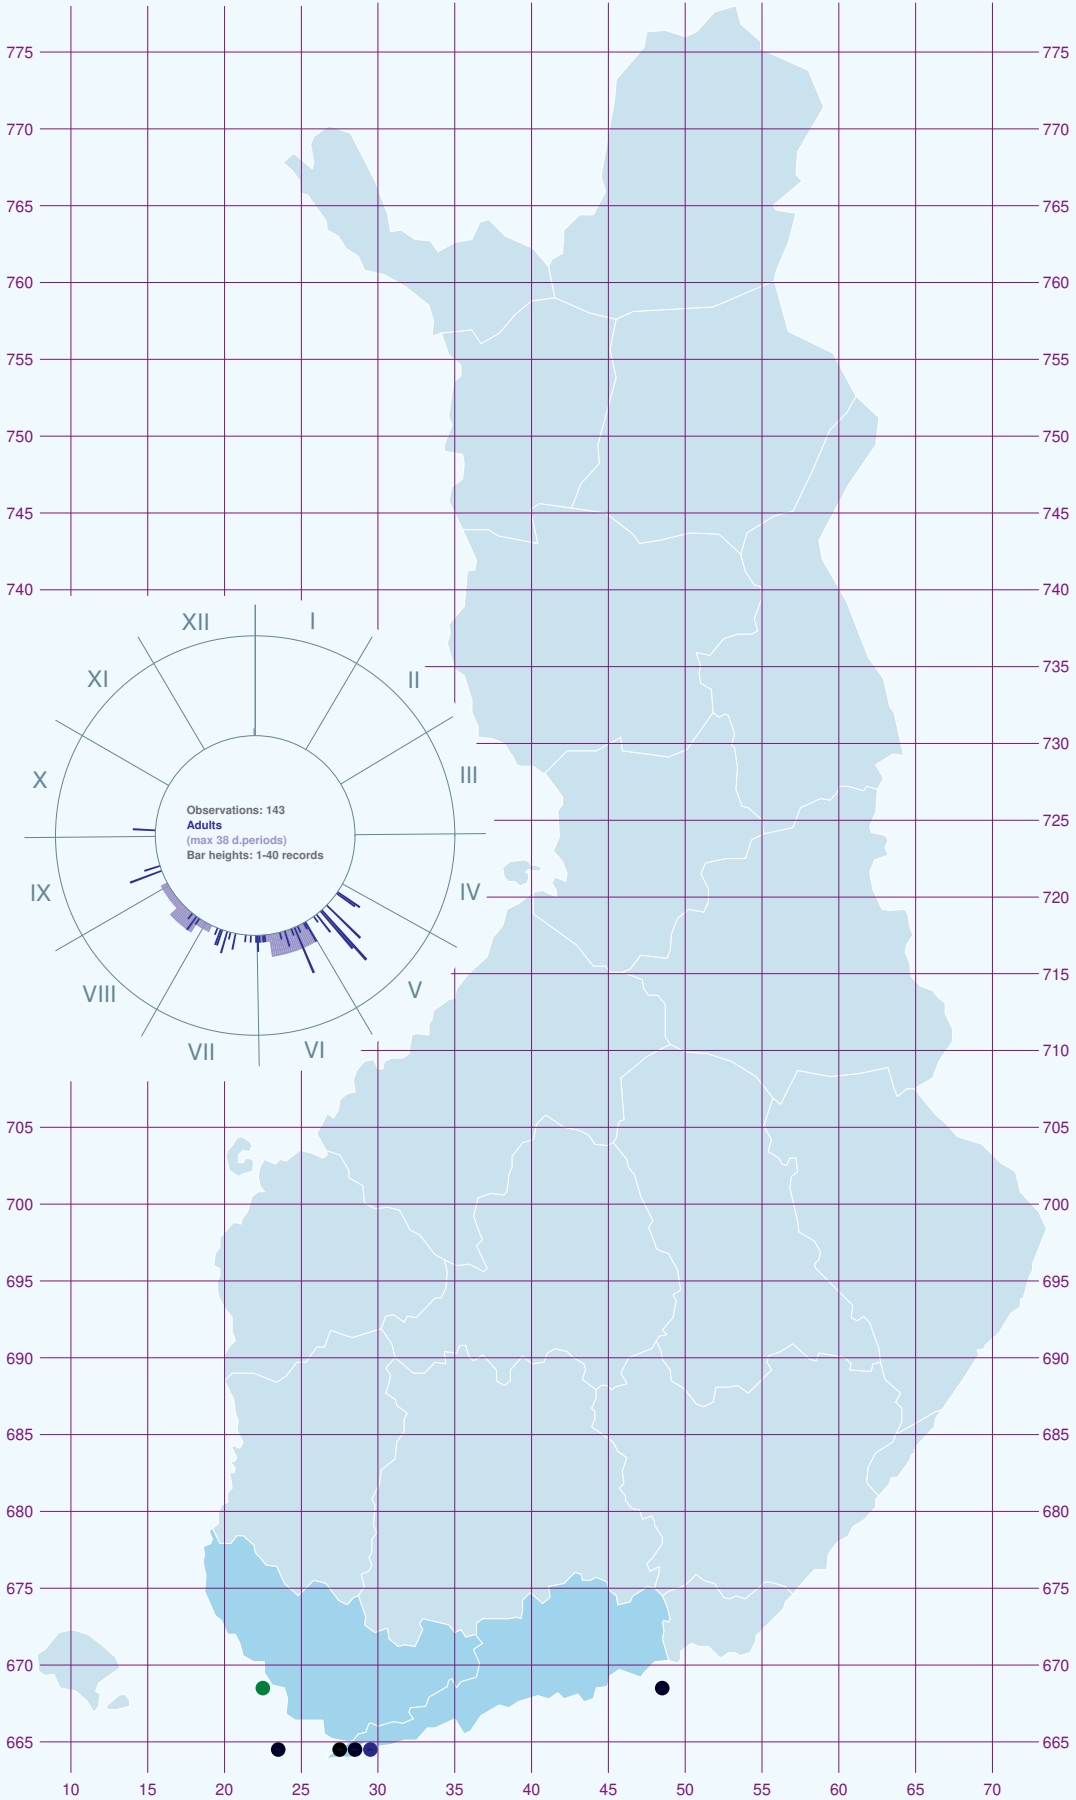 775 775
770 770
765 765
760 760
755 755
750 750
745 745
740 740
XII I
735
XI II
730
X III
Observations: 143
Adults
(max 38 d.periods)
Bar heights: 1-40 records
725
IX IV
720
VIII V
715
VII VI
710
705 705
700 700
695 695
690 690
685 685
680 680
675 675
670 670
665 665
10 15 20 25 30 35 40 45 50 55 60 65 70